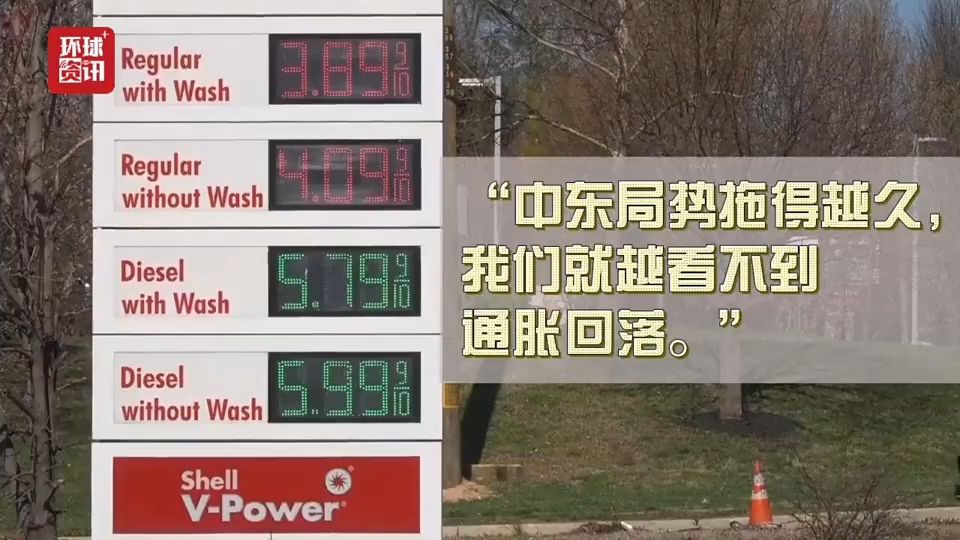 环球
资讯+
Regular
with Wash
3.89 9/10
Regular
without Wash
4.09 9/10
Diesel
with Wash
5.79 9/10
Diesel
without Wash
5.99 9/10
Shell
V-Power
“中东局势拖得越久，
我们就越看不到
通胀回落。”